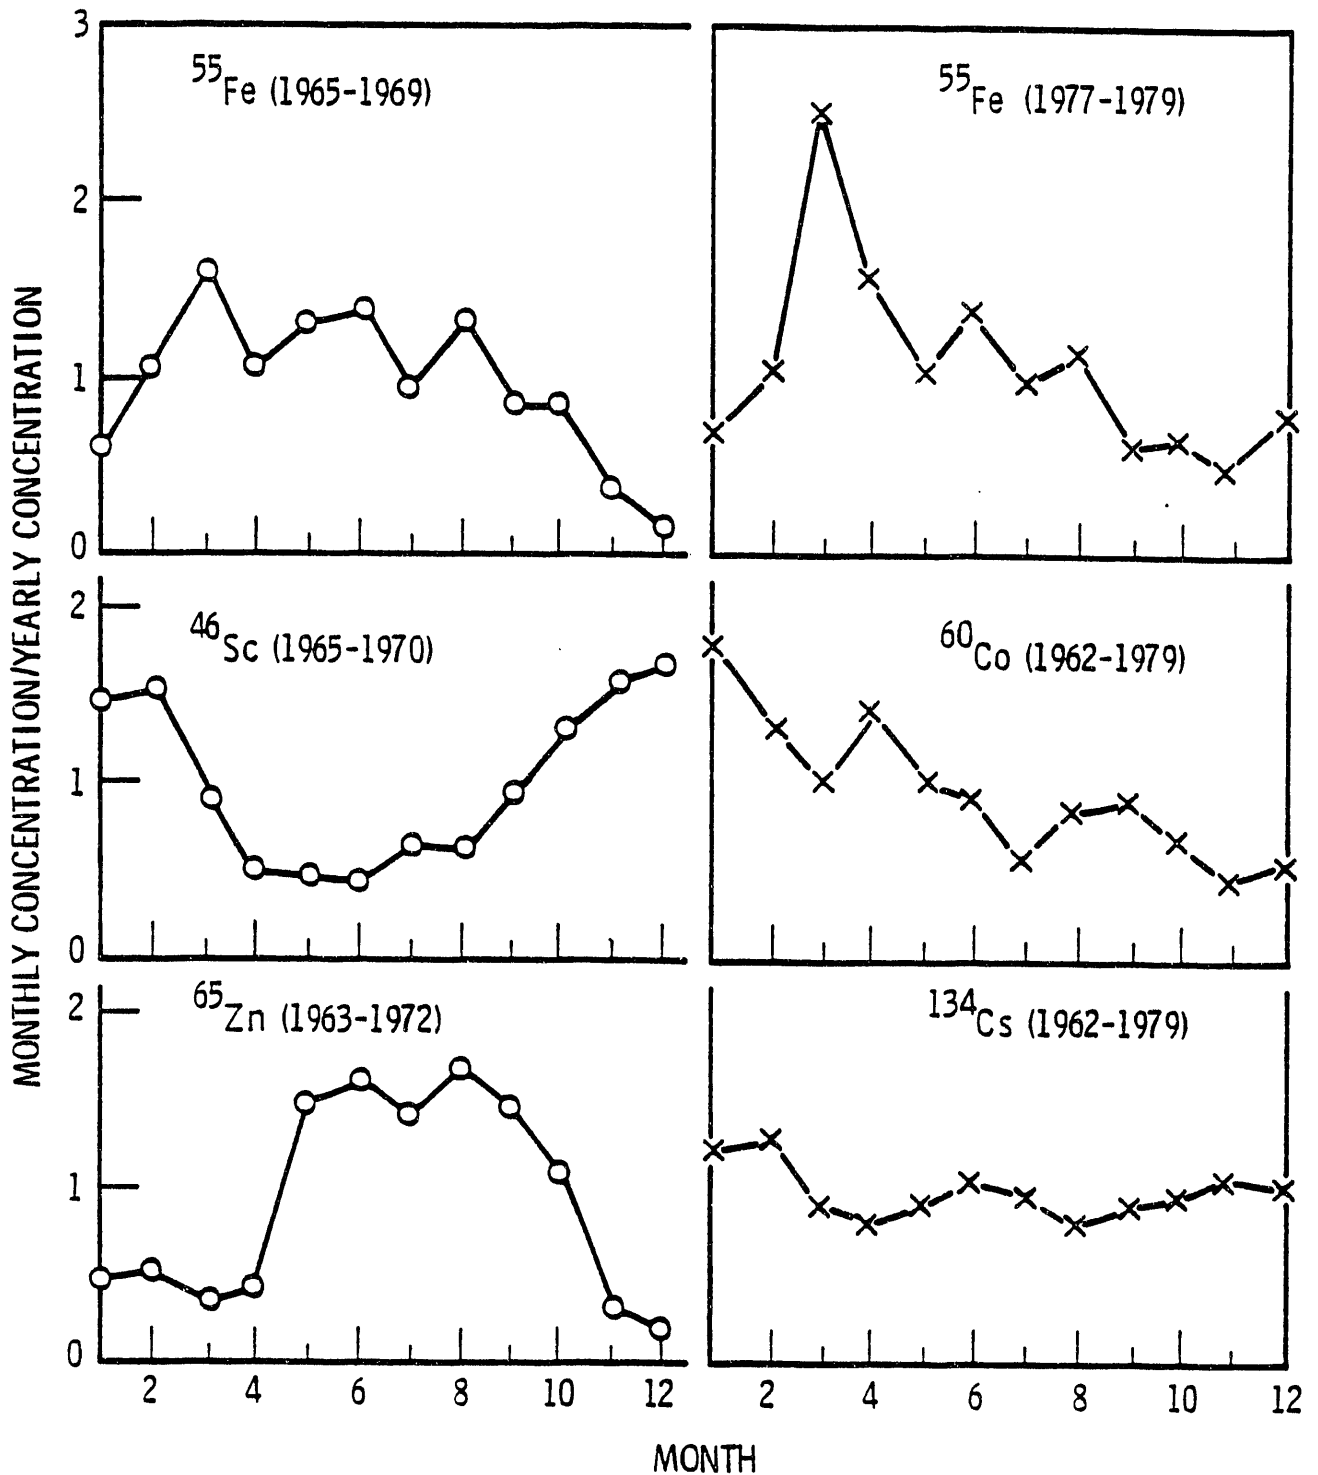 MONTHLY CONCENTRATION/YEARLY CONCENTRATION
3
2
1
0
55Fe (1965-1969)
55Fe (1977-1979)
2
1
0
46Sc (1965-1970)
60Co (1962-1979)
2
1
0
65Zn (1963-1972)
134Cs (1962-1979)
2 4 6 8 10 12
2 4 6 8 10 12
MONTH